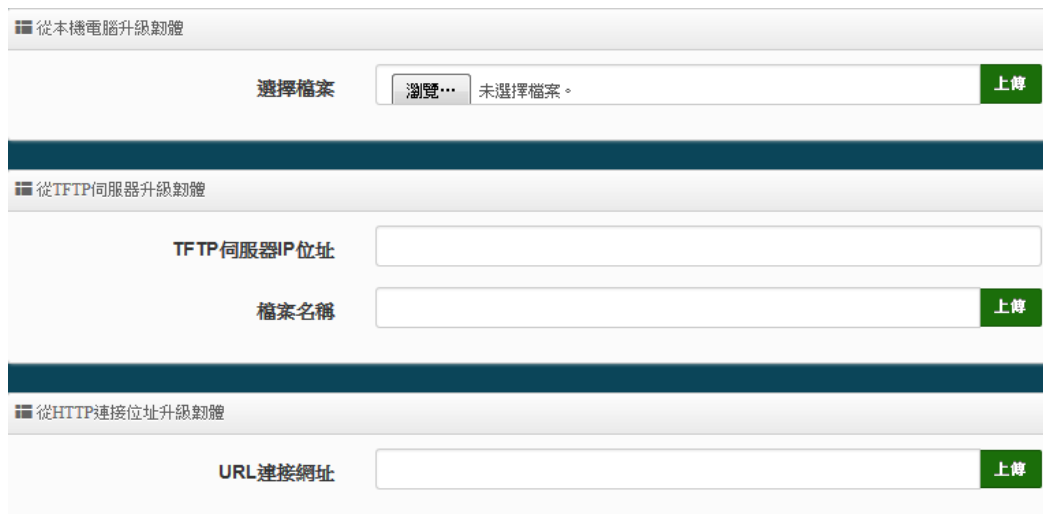 從本機電腦升級韌體
選擇檔案 瀏覽… 未選擇檔案。 上傳
從TFTP伺服器升級韌體
TFTP伺服器IP位址
檔案名稱 上傳
從HTTP連接位址升級韌體
URL連接網址 上傳